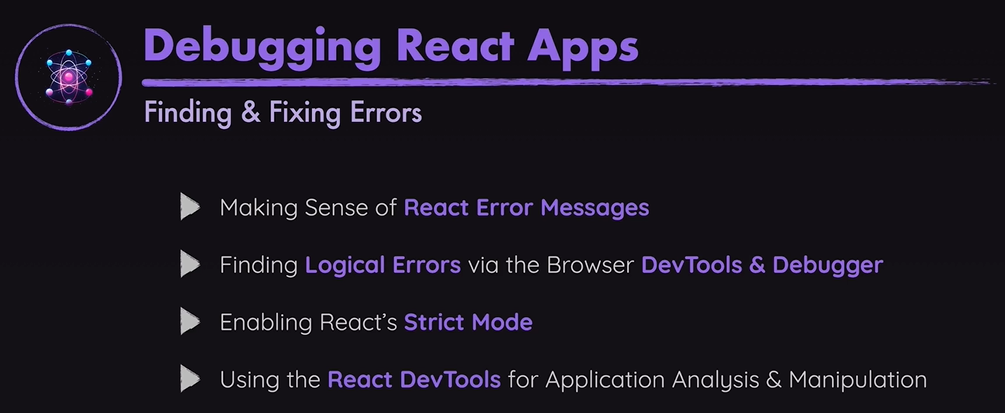 Debugging React Apps
Finding & Fixing Errors
Making Sense of React Error Messages
Finding Logical Errors via the Browser DevTools & Debugger
Enabling React’s Strict Mode
Using the React DevTools for Application Analysis & Manipulation